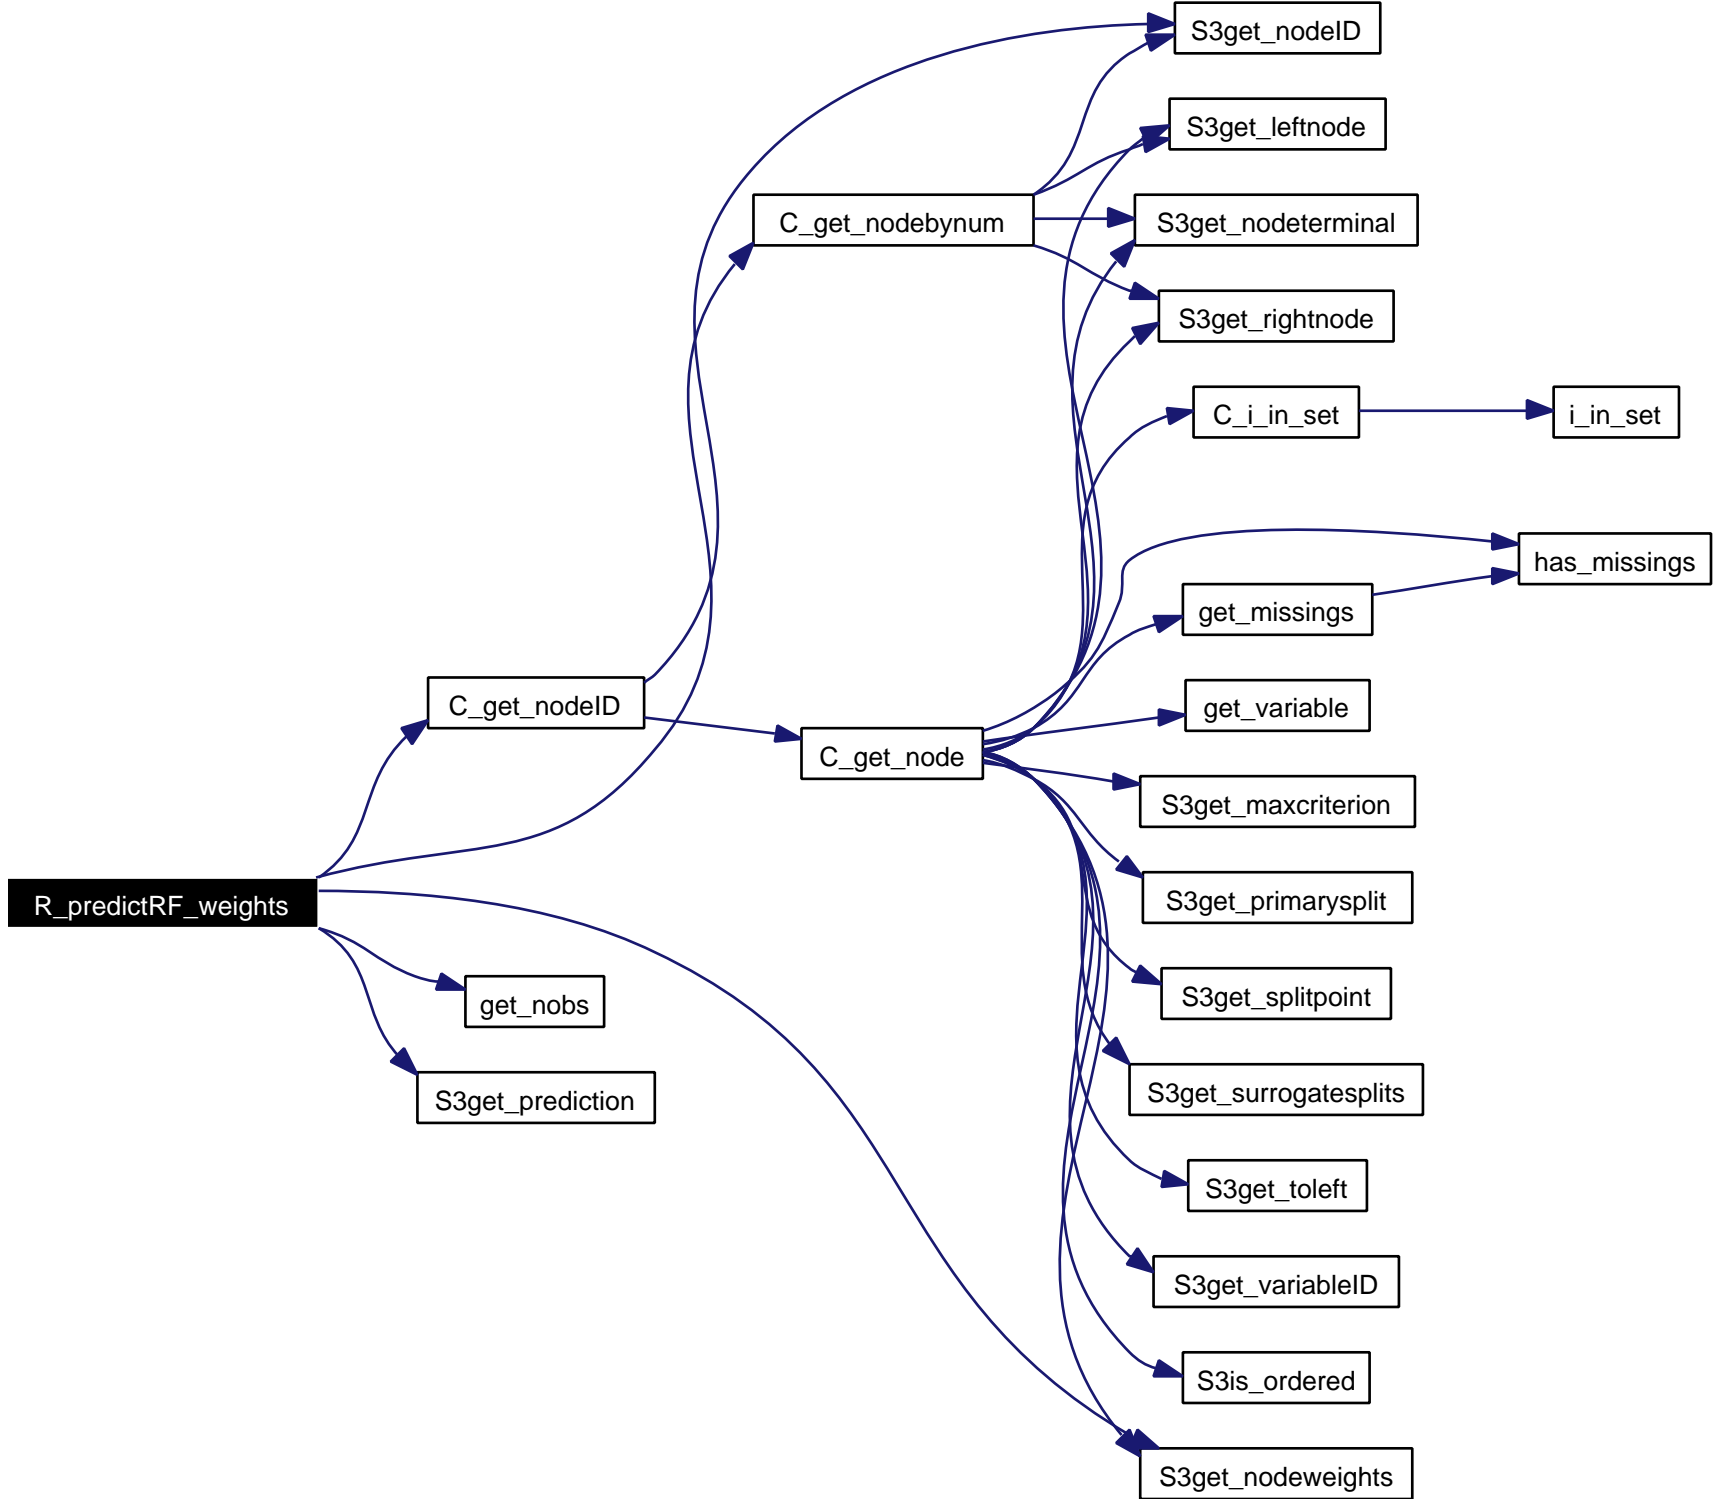 S3get_nodeID
S3get_leftnode
C_get_nodebynum
S3get_nodeterminal
S3get_rightnode
C_i_in_set
i_in_set
has_missings
get_missings
C_get_nodeID
get_variable
C_get_node
S3get_maxcriterion
S3get_primarysplit
R_predictRF_weights
S3get_splitpoint
get_nobs
S3get_surrogatesplits
S3get_prediction
S3get_toleft
S3get_variableID
S3is_ordered
S3get_nodeweights